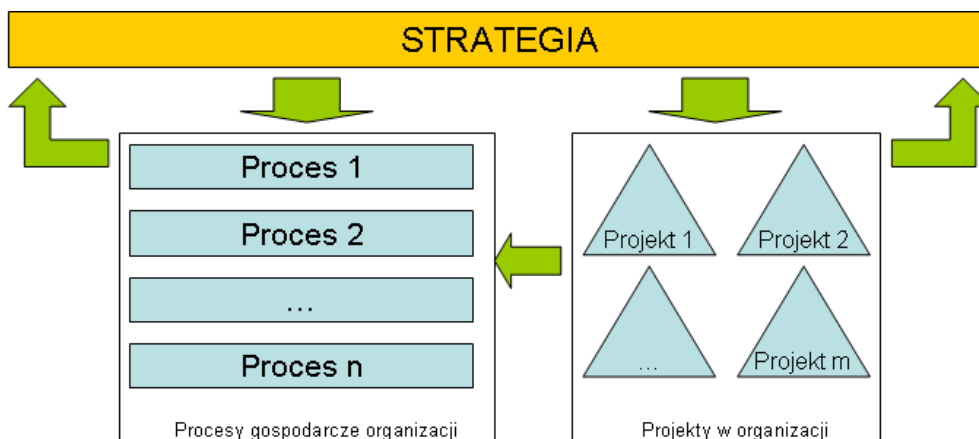 STRATEGIA
Proces 1
Proces 2
...
Proces n
Procesy gospodarcze organizacji
Projekt 1
Projekt 2
...
Projekt m
Projekty w organizacji